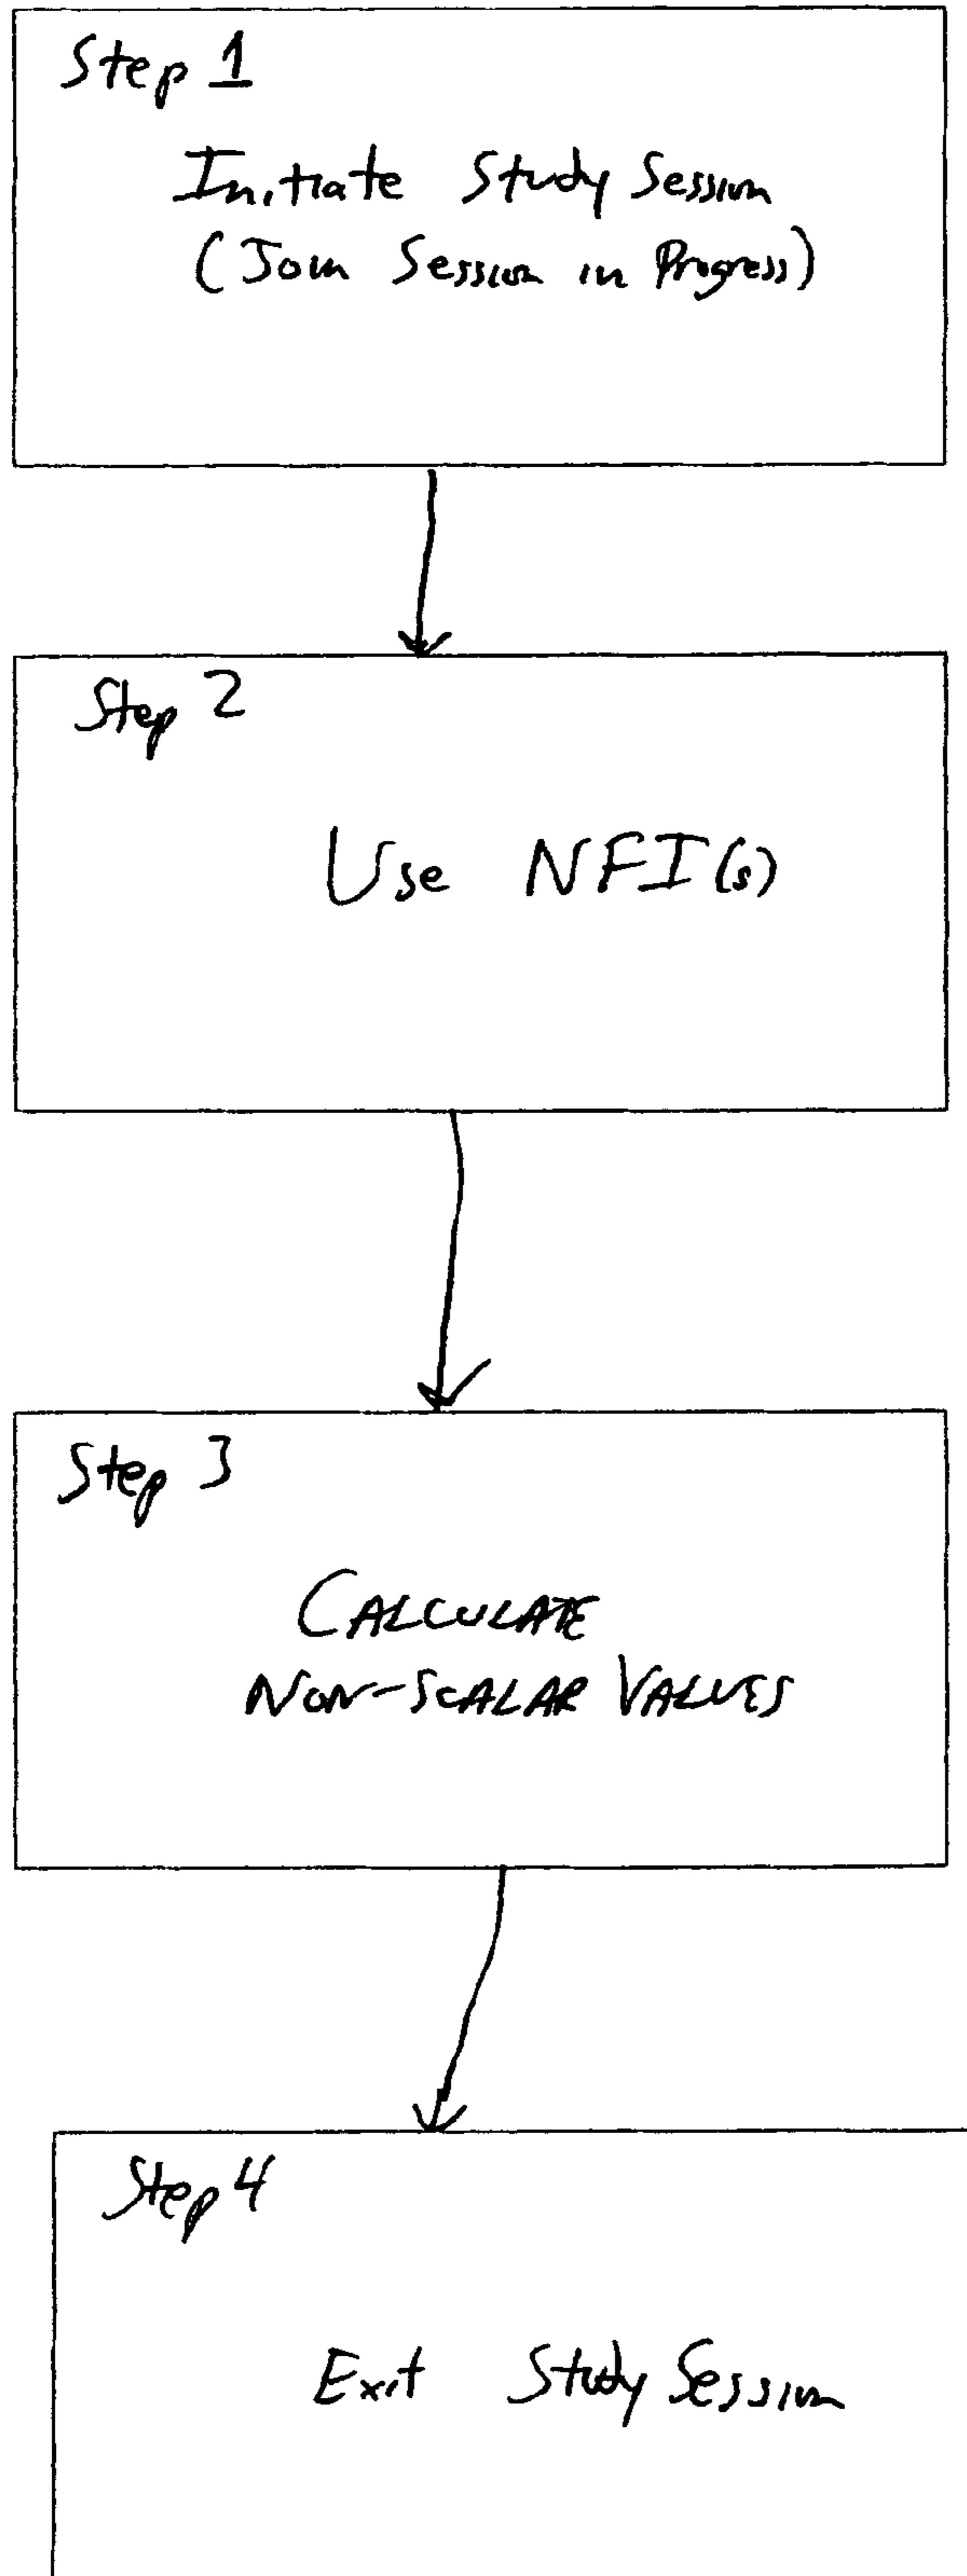 Step 1
Initiate Study Session
(Join Session in Progress)
Step 2
Use NFI(s)
Step 3
CALCULATE
NON-SCALAR VALUES
Step 4
Exit Study Session